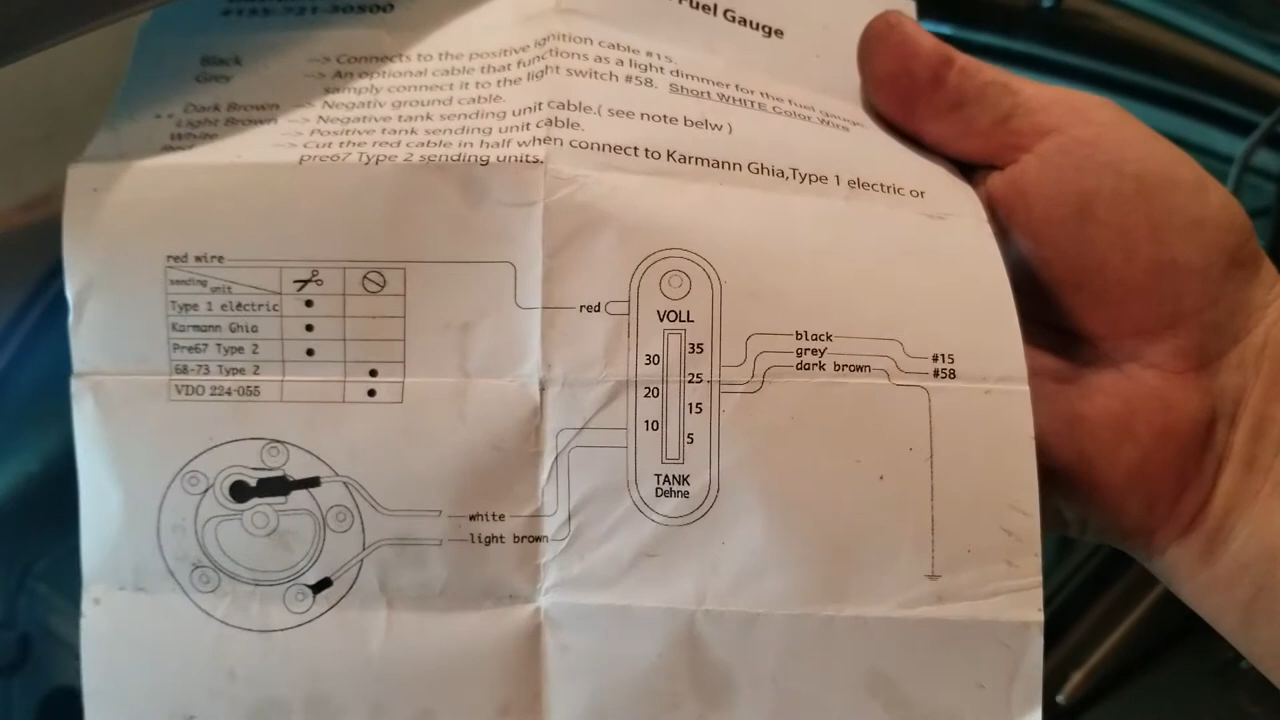 #195-721-30500
Fuel Gauge
Black --> Connects to the positive ignition cable #15.
Grey --> An optional cable that functions as a light dimmer for the fuel gauge.
samply connect it to the light switch #58. Short WHITE Color Wire
Dark Brown --> Negativ ground cable.
** Light Brown --> Negative tank sending unit cable.( see note belw )
White --> Positive tank sending unit cable.
--> Cut the red cable in half when connect to Karmann Ghia,Type 1 electric or
pre67 Type 2 sending units.
red wire
sending unit
Type 1 electric
Karmann Ghia
Pre67 Type 2
68-73 Type 2
VDO 224-055
red
VOLL
35
30
25
20
15
10
5
TANK
Dehne
black
#15
grey
#58
dark brown
white
light brown